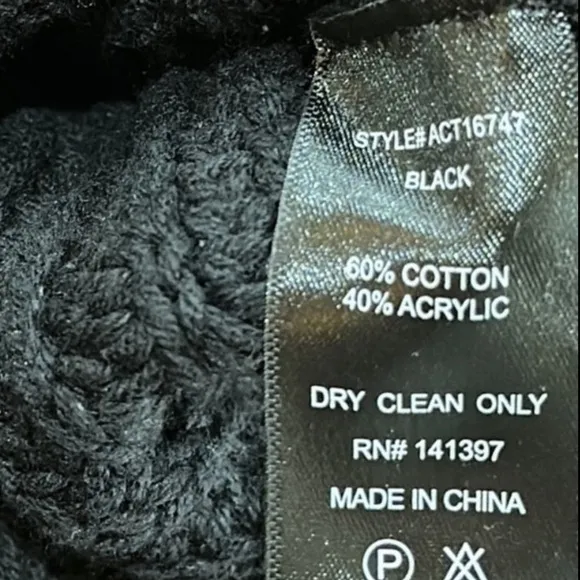 STYLE#ACT16747
BLACK
60% COTTON
40% ACRYLIC
DRY CLEAN ONLY
RN# 141397
MADE IN CHINA
P